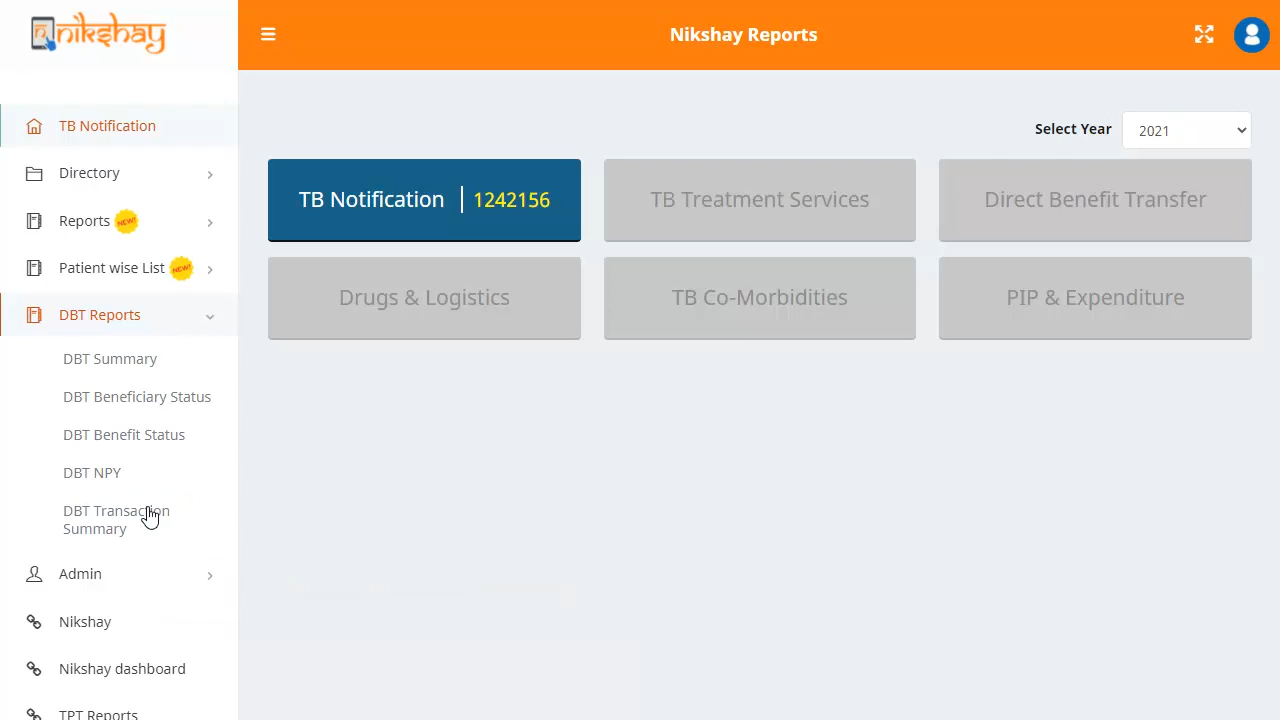 nikshay
Nikshay Reports
Select Year
2021
TB Notification
Directory
Reports NEW!
Patient wise List NEW!
DBT Reports
DBT Summary
DBT Beneficiary Status
DBT Benefit Status
DBT NPY
DBT Transaction
Summary
Admin
Nikshay
Nikshay dashboard
TPT Reports
TB Notification 1242156
TB Treatment Services
Direct Benefit Transfer
Drugs & Logistics
TB Co-Morbidities
PIP & Expenditure